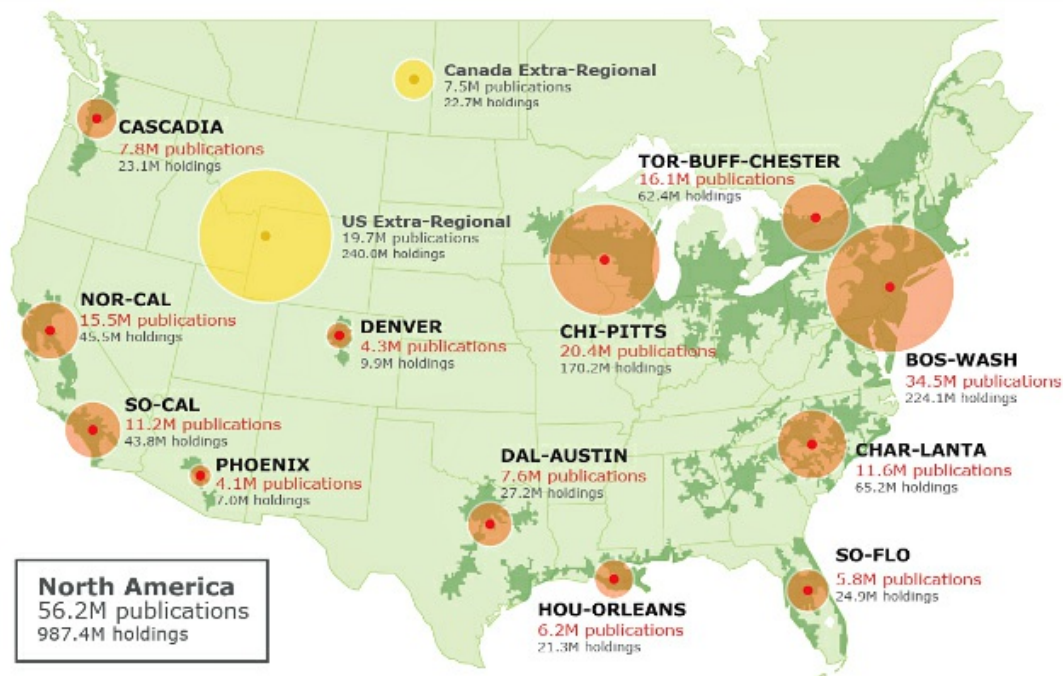 Canada Extra-Regional
7.5M publications
22.7M holdings
CASCADIA
7.8M publications
23.1M holdings
TOR-BUFF-CHESTER
16.1M publications
62.4M holdings
US Extra-Regional
19.7M publications
240.0M holdings
NOR-CAL
15.5M publications
45.5M holdings
DENVER
4.3M publications
9.9M holdings
CHI-PITTS
20.4M publications
170.2M holdings
BOS-WASH
34.5M publications
224.1M holdings
SO-CAL
11.2M publications
43.8M holdings
PHOENIX
4.1M publications
7.0M holdings
DAL-AUSTIN
7.6M publications
27.2M holdings
CHAR-LANTA
11.6M publications
65.2M holdings
SO-FLO
5.8M publications
24.9M holdings
HOU-ORLEANS
6.2M publications
21.3M holdings
North America
56.2M publications
987.4M holdings